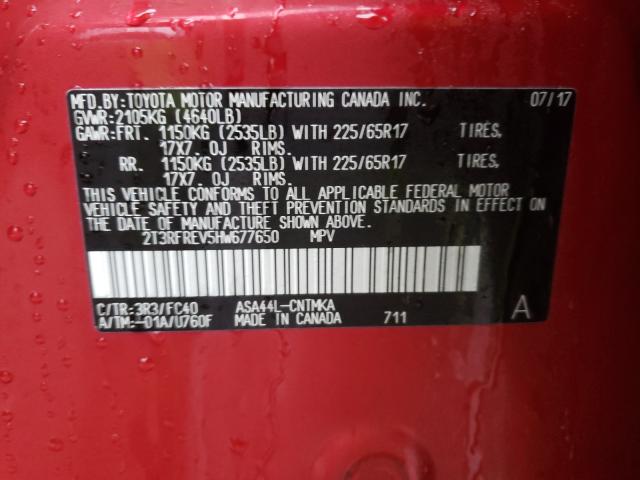 MFD.BY:TOYOTA MOTOR MANUFACTURING CANADA INC. 07/17
GVWR:2105KG (4640LB)
GAWR:FRT. 1150KG (2535LB) WITH 225/65R17 TIRES,
17X7. 0J RIMS.
RR. 1150KG (2535LB) WITH 225/65R17 TIRES,
17X7. 0J RIMS.
THIS VEHICLE CONFORMS TO ALL APPLICABLE FEDERAL MOTOR
VEHICLE SAFETY AND THEFT PREVENTION STANDARDS IN EFFECT ON
THE DATE OF MANUFACTURE SHOWN ABOVE.
2T3RFREV5HW677650 MPV
C/TR:3R3/FC40 ASA44L-CNTMKA
A/TM:-01A/U760F MADE IN CANADA 711 A